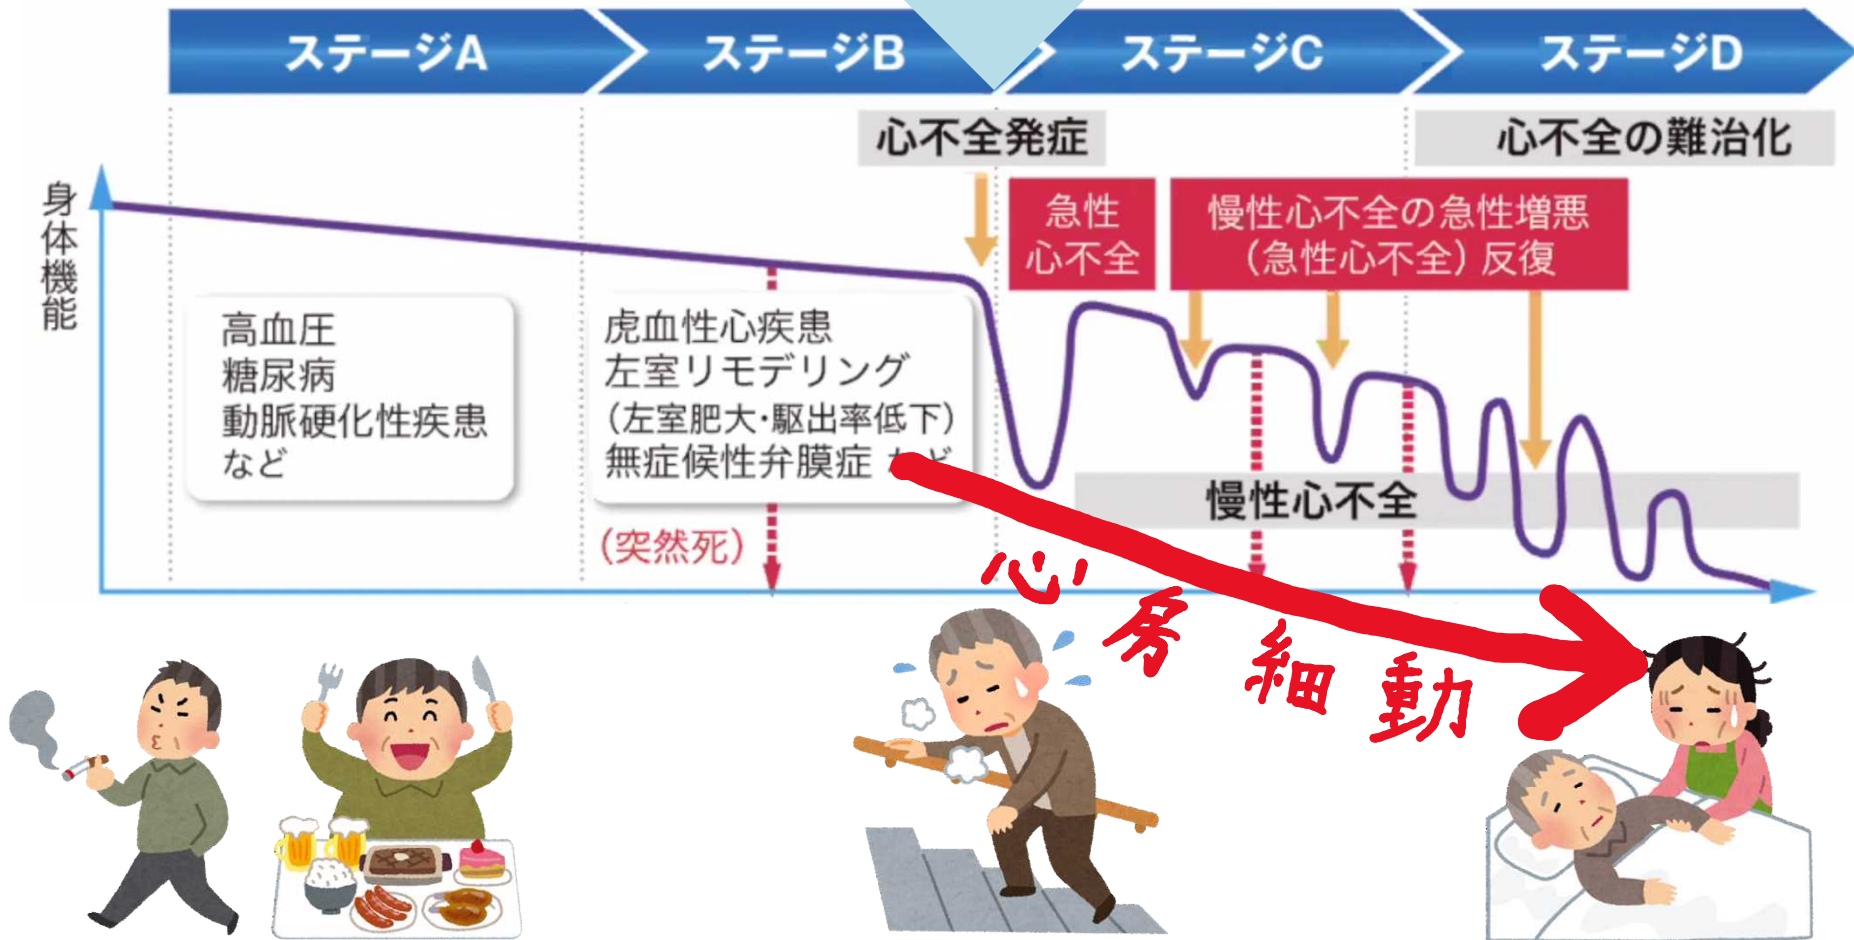 ステージA
ステージB
ステージC
ステージD
心不全発症
心不全の難治化
身体機能
急性
心不全
慢性心不全の急性増悪
(急性心不全)反復
高血圧
糖尿病
動脈硬化性疾患
など
虚血性心疾患
左室リモデリング
(左室肥大・駆出率低下)
無症候性弁膜症 など
慢性心不全
(突然死)
心房細動